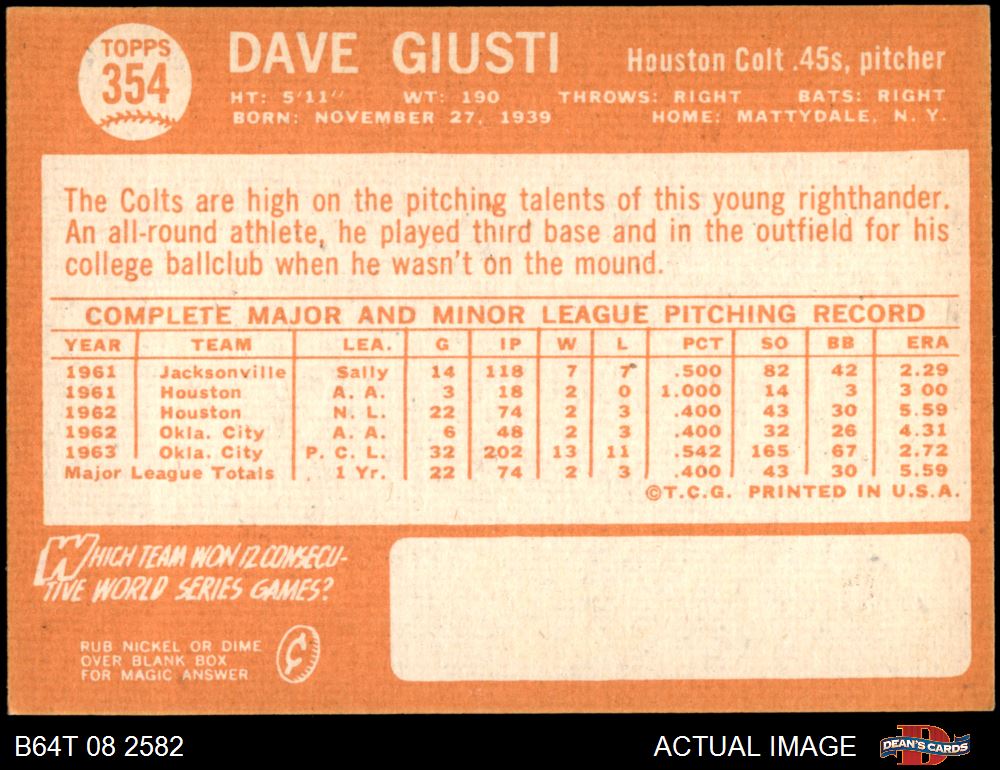 TOPPS
354
DAVE GIUSTI
Houston Colt .45s, pitcher
HT: 5'11" WT: 190 THROWS: RIGHT BATS: RIGHT
BORN: NOVEMBER 27, 1939 HOME: MATTYDALE, N. Y.
The Colts are high on the pitching talents of this young righthander.
An all-round athlete, he played third base and in the outfield for his
college ballclub when he wasn't on the mound.
COMPLETE MAJOR AND MINOR LEAGUE PITCHING RECORD
YEAR TEAM LEA. G IP W L PCT SO BB ERA
1961 Jacksonville Sally 14 118 7 7 .500 82 42 2.29
1961 Houston A. A. 3 18 2 0 1.000 14 3 3 00
1962 Houston N. L. 22 74 2 3 .400 43 30 5.59
1962 Okla. City A. A. 6 48 2 3 .400 32 26 4.31
1963 Okla. City P. C. L. 32 202 13 11 .542 165 67 2.72
Major League Totals 1 Yr. 22 74 2 3 .400 43 30 5.59
©T.C.G. PRINTED IN U.S.A.
WHICH TEAM WON 12 CONSECU-
TIVE WORLD SERIES GAMES?
RUB NICKEL OR DIME
OVER BLANK BOX
FOR MAGIC ANSWER
¢
B64T 08 2582 ACTUAL IMAGE DEAN'S CARDS